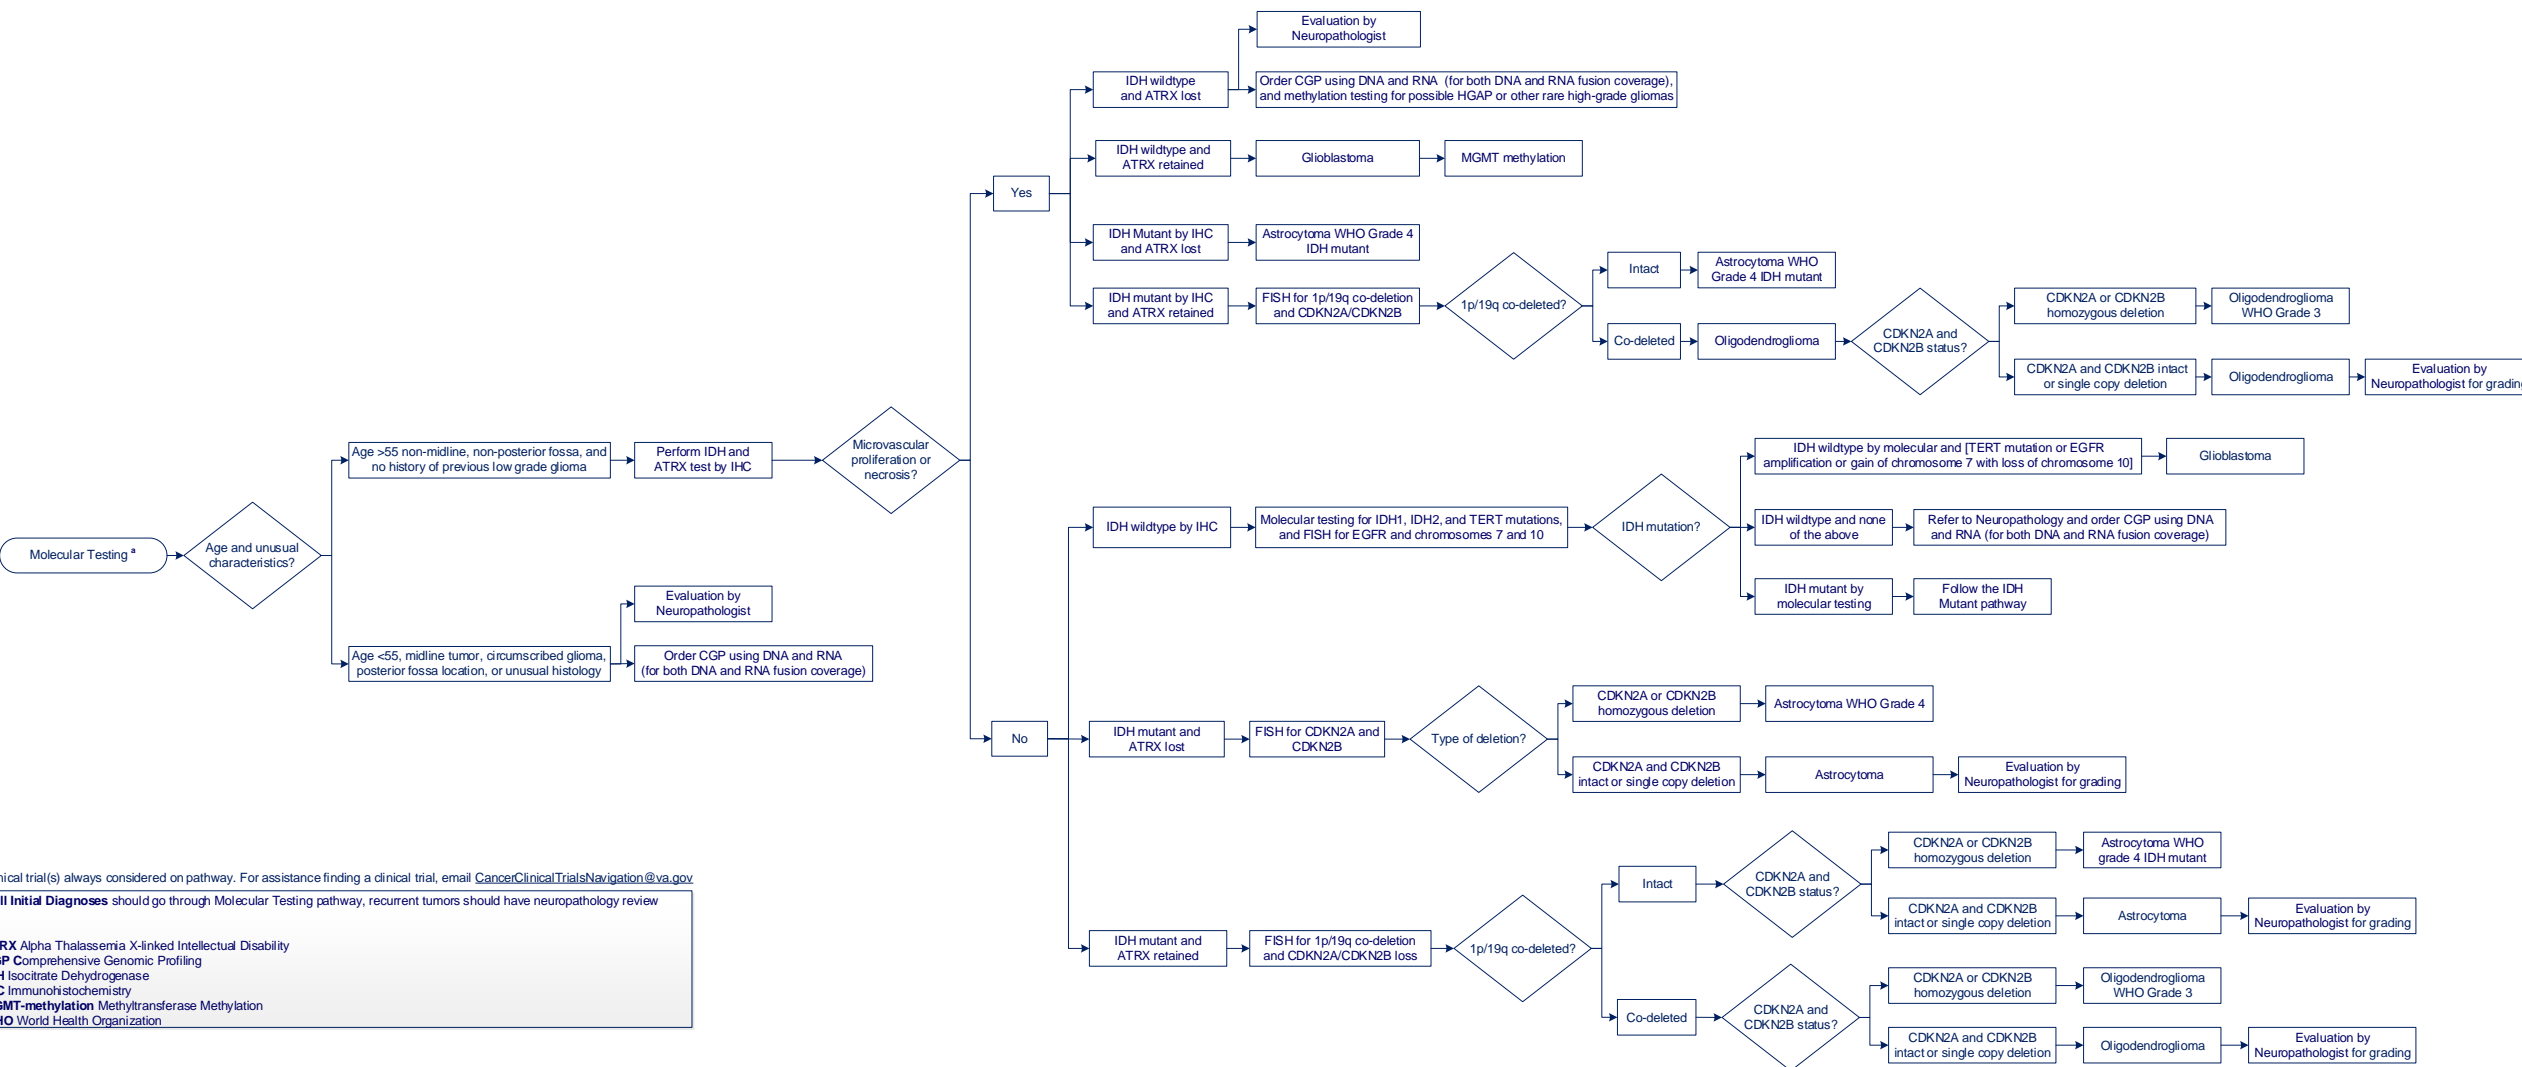 Evaluation by
Neuropathologist
IDH wildtype
and ATRX lost
Order CGP using DNA and RNA (for both DNA and RNA fusion coverage),
and methylation testing for possible HGAP or other rare high-grade gliomas
IDH wildtype and
ATRX retained
Glioblastoma
MGMT methylation
Yes
IDH Mutant by IHC
and ATRX lost
Astrocytoma WHO Grade 4
IDH mutant
IDH mutant by IHC
and ATRX retained
FISH for 1p/19q co-deletion
and CDKN2A/CDKN2B
1p/19q co-deleted?
Intact
Astrocytoma WHO
Grade 4 IDH mutant
Co-deleted
Oligodendroglioma
CDKN2A and
CDKN2B status?
CDKN2A or CDKN2B
homozygous deletion
Oligodendroglioma
WHO Grade 3
CDKN2A and CDKN2B intact
or single copy deletion
Oligodendroglioma
Evaluation by
Neuropathologist for grading
Molecular Testing a
Age and unusual
characteristics?
Age >55 non-midline, non-posterior fossa, and
no history of previous low grade glioma
Perform IDH and
ATRX test by IHC
Microvascular
proliferation or
necrosis?
Age <55, midline tumor, circumscribed glioma,
posterior fossa location, or unusual histology
Evaluation by
Neuropathologist
Order CGP using DNA and RNA
(for both DNA and RNA fusion coverage)
No
IDH wildtype by IHC
Molecular testing for IDH1, IDH2, and TERT mutations,
and FISH for EGFR and chromosomes 7 and 10
IDH mutation?
IDH wildtype by molecular and [TERT mutation or EGFR
amplification or gain of chromosome 7 with loss of chromosome 10]
Glioblastoma
IDH wildtype and none
of the above
Refer to Neuropathology and order CGP using DNA
and RNA (for both DNA and RNA fusion coverage)
IDH mutant by
molecular testing
Follow the IDH
Mutant pathway
IDH mutant and
ATRX lost
FISH for CDKN2A and
CDKN2B
Type of deletion?
CDKN2A or CDKN2B
homozygous deletion
Astrocytoma WHO Grade 4
CDKN2A and CDKN2B
intact or single copy deletion
Astrocytoma
Evaluation by
Neuropathologist for grading
IDH mutant and
ATRX retained
FISH for 1p/19q co-deletion
and CDKN2A/CDKN2B loss
1p/19q co-deleted?
Intact
CDKN2A and
CDKN2B status?
CDKN2A or CDKN2B
homozygous deletion
Astrocytoma WHO
grade 4 IDH mutant
CDKN2A and CDKN2B
intact or single copy deletion
Astrocytoma
Evaluation by
Neuropathologist for grading
Co-deleted
CDKN2A and
CDKN2B status?
CDKN2A or CDKN2B
homozygous deletion
Oligodendroglioma
WHO Grade 3
CDKN2A and CDKN2B
intact or single copy deletion
Oligodendroglioma
Evaluation by
Neuropathologist for grading
nical trial(s) always considered on pathway. For assistance finding a clinical trial, email CancerClinicalTrialsNavigation@va.gov
ll Initial Diagnoses should go through Molecular Testing pathway, recurrent tumors should have neuropathology review
RX Alpha Thalassemia X-linked Intellectual Disability
GP Comprehensive Genomic Profiling
H Isocitrate Dehydrogenase
C Immunohistochemistry
GMT-methylation Methyltransferase Methylation
HO World Health Organization